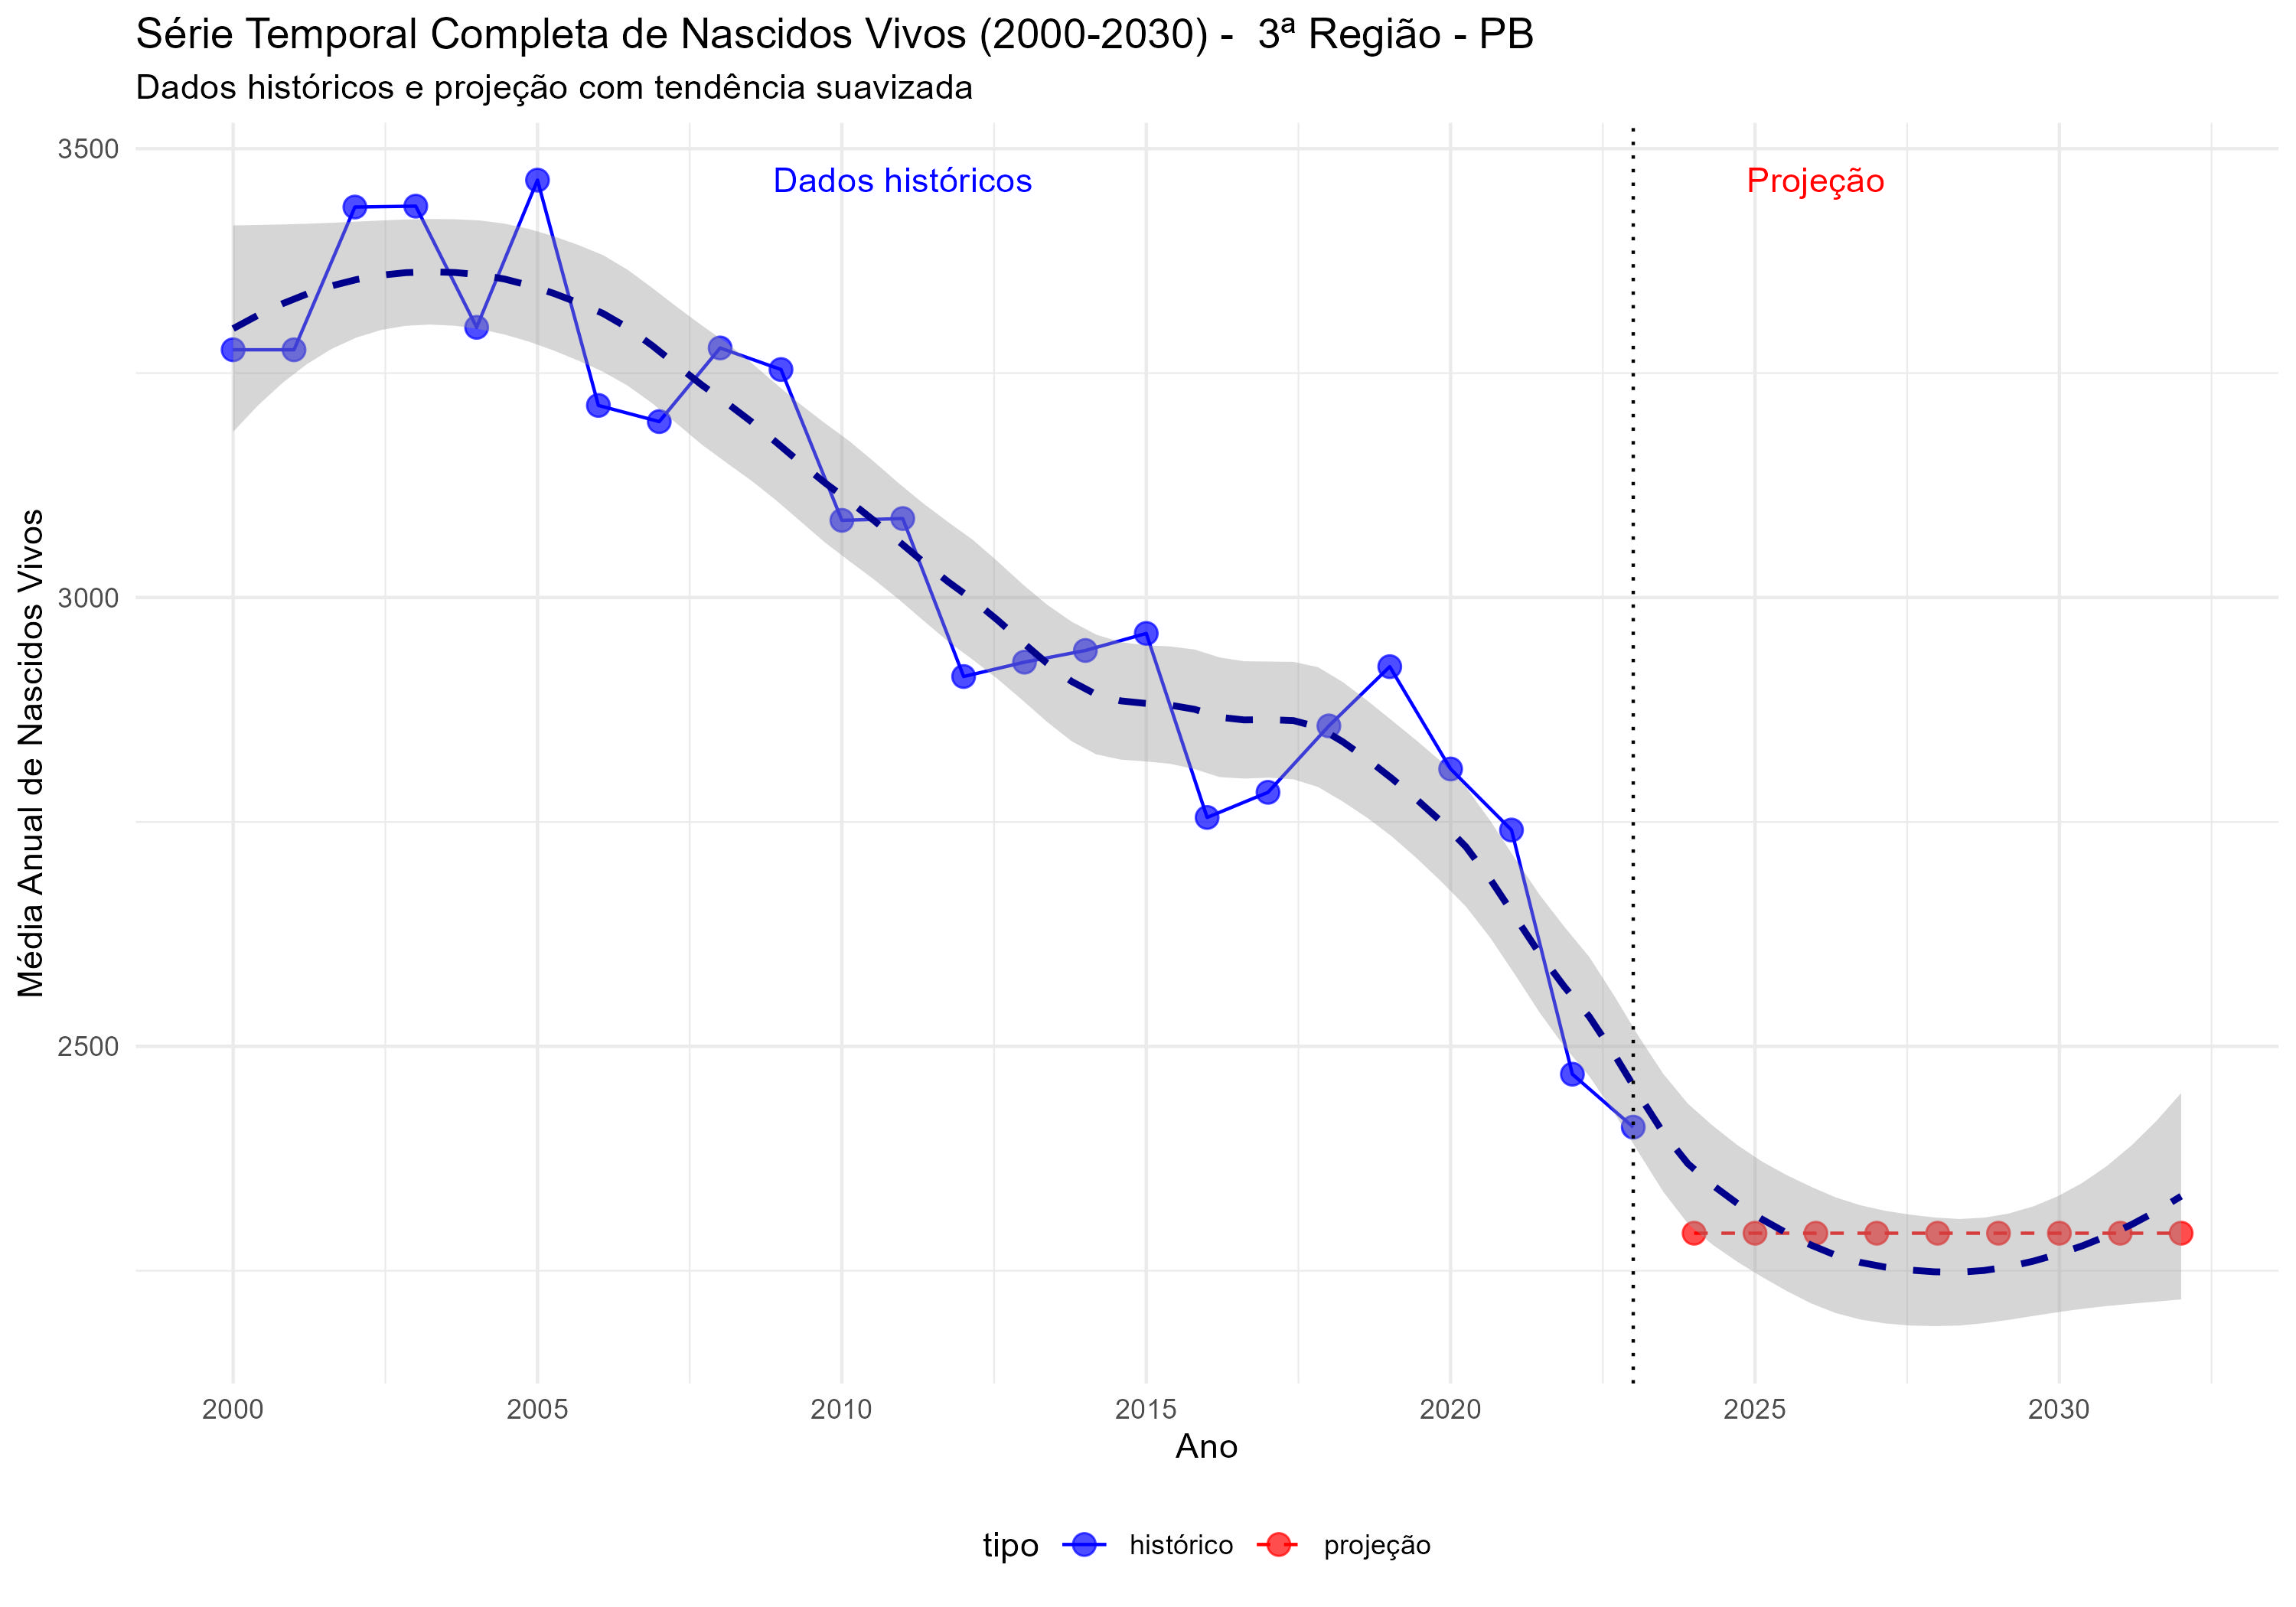 Série Temporal Completa de Nascidos Vivos (2000-2030) -  3ª Região - PB
Dados históricos e projeção com tendência suavizada
Dados históricos
Projeção
Média Anual de Nascidos Vivos
3500
3000
2500
2000
2005
2010
2015
2020
2025
2030
Ano
tipo
histórico
projeção